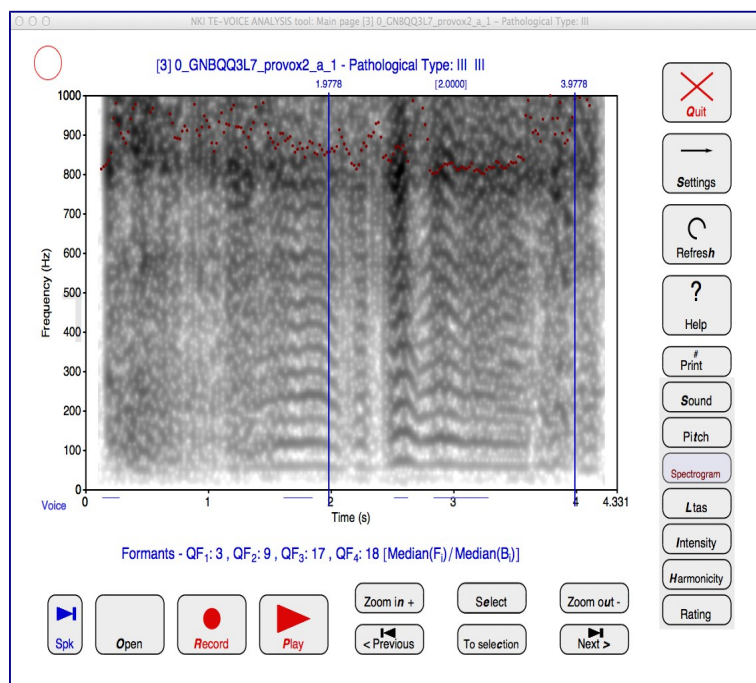 NKI TE-VOICE ANALYSIS tool: Main page [3] 0_GNBQQ3L7_provox2_a_1 - Pathological Type: III
[3] 0_GNBQQ3L7_provox2_a_1 - Pathological Type: III III
1.9778 [2.0000] 3.9778
1000
900
800
700
600
500
400
300
200
100
0
Frequency (Hz)
0 1 2 3 4 4.331
Voice
Time (s)
Formants - QF1: 3 , QF2: 9 , QF3: 17 , QF4: 18 [Median(Fi) / Median(Bi)]
Quit
Settings
Refresh
?
Help
#
Print
Sound
Pitch
Spectrogram
Ltas
Intensity
Harmonicity
Rating
Spk
Open
Record
Play
Zoom in +
Select
Zoom out -
< Previous
To selection
Next >